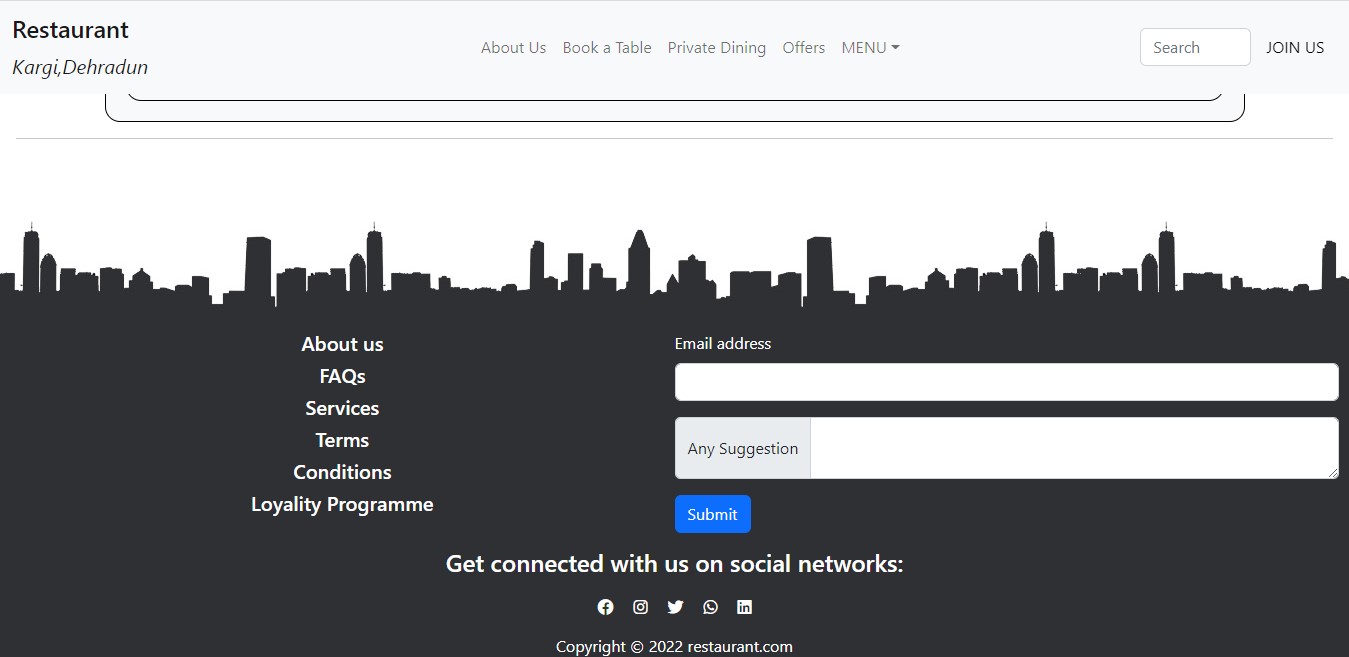 Restaurant
Kargi,Dehradun
About Us Book a Table Private Dining Offers MENU
Search JOIN US
About us
FAQs
Services
Terms
Conditions
Loyality Programme
Email address
Any Suggestion
Submit
Get connected with us on social networks:
Copyright © 2022 restaurant.com